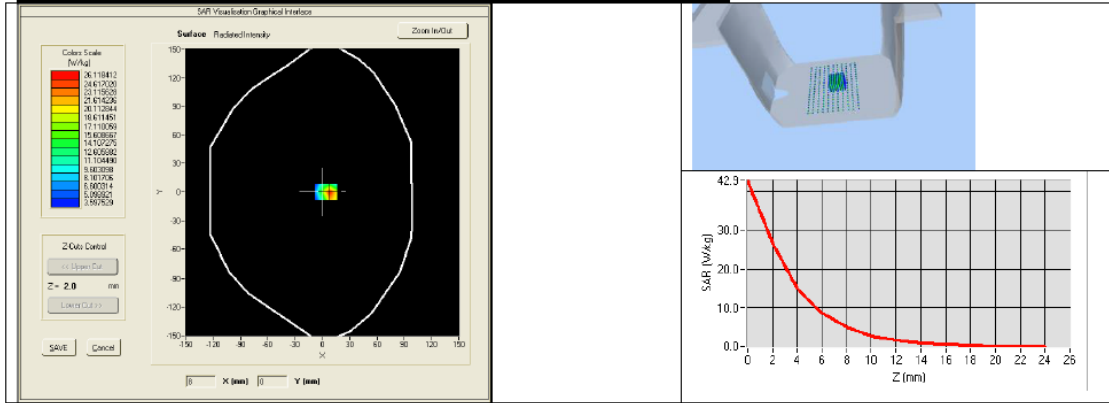 SAR Visualisation Graphical Interface
Surface Radiated Intensity
Zoom In/Out
Colors Scale
(W/kg)
26.118412
24.617020
23.115628
21.614236
20.112844
18.611451
17.110059
15.608667
14.107275
12.605882
11.104490
9.603098
8.101706
6.600314
5.098921
3.597529
150-
120-
90-
60-
30-
Y 0-
-30-
-60-
-90-
-120-
-150-
-150 -120 -90 -60 -30 0 30 60 90 120 150
X
Z-Cuts Control
<< Upper Cut
Z = 2.0 mm
Lower Cut >>
SAVE Cancel
8 X (mm) 0 Y (mm)
42.9-
30.0-
20.0-
10.0-
0.0-
SAR (W/kg)
0 2 4 6 8 10 12 14 16 18 20 22 24 26
Z (mm)